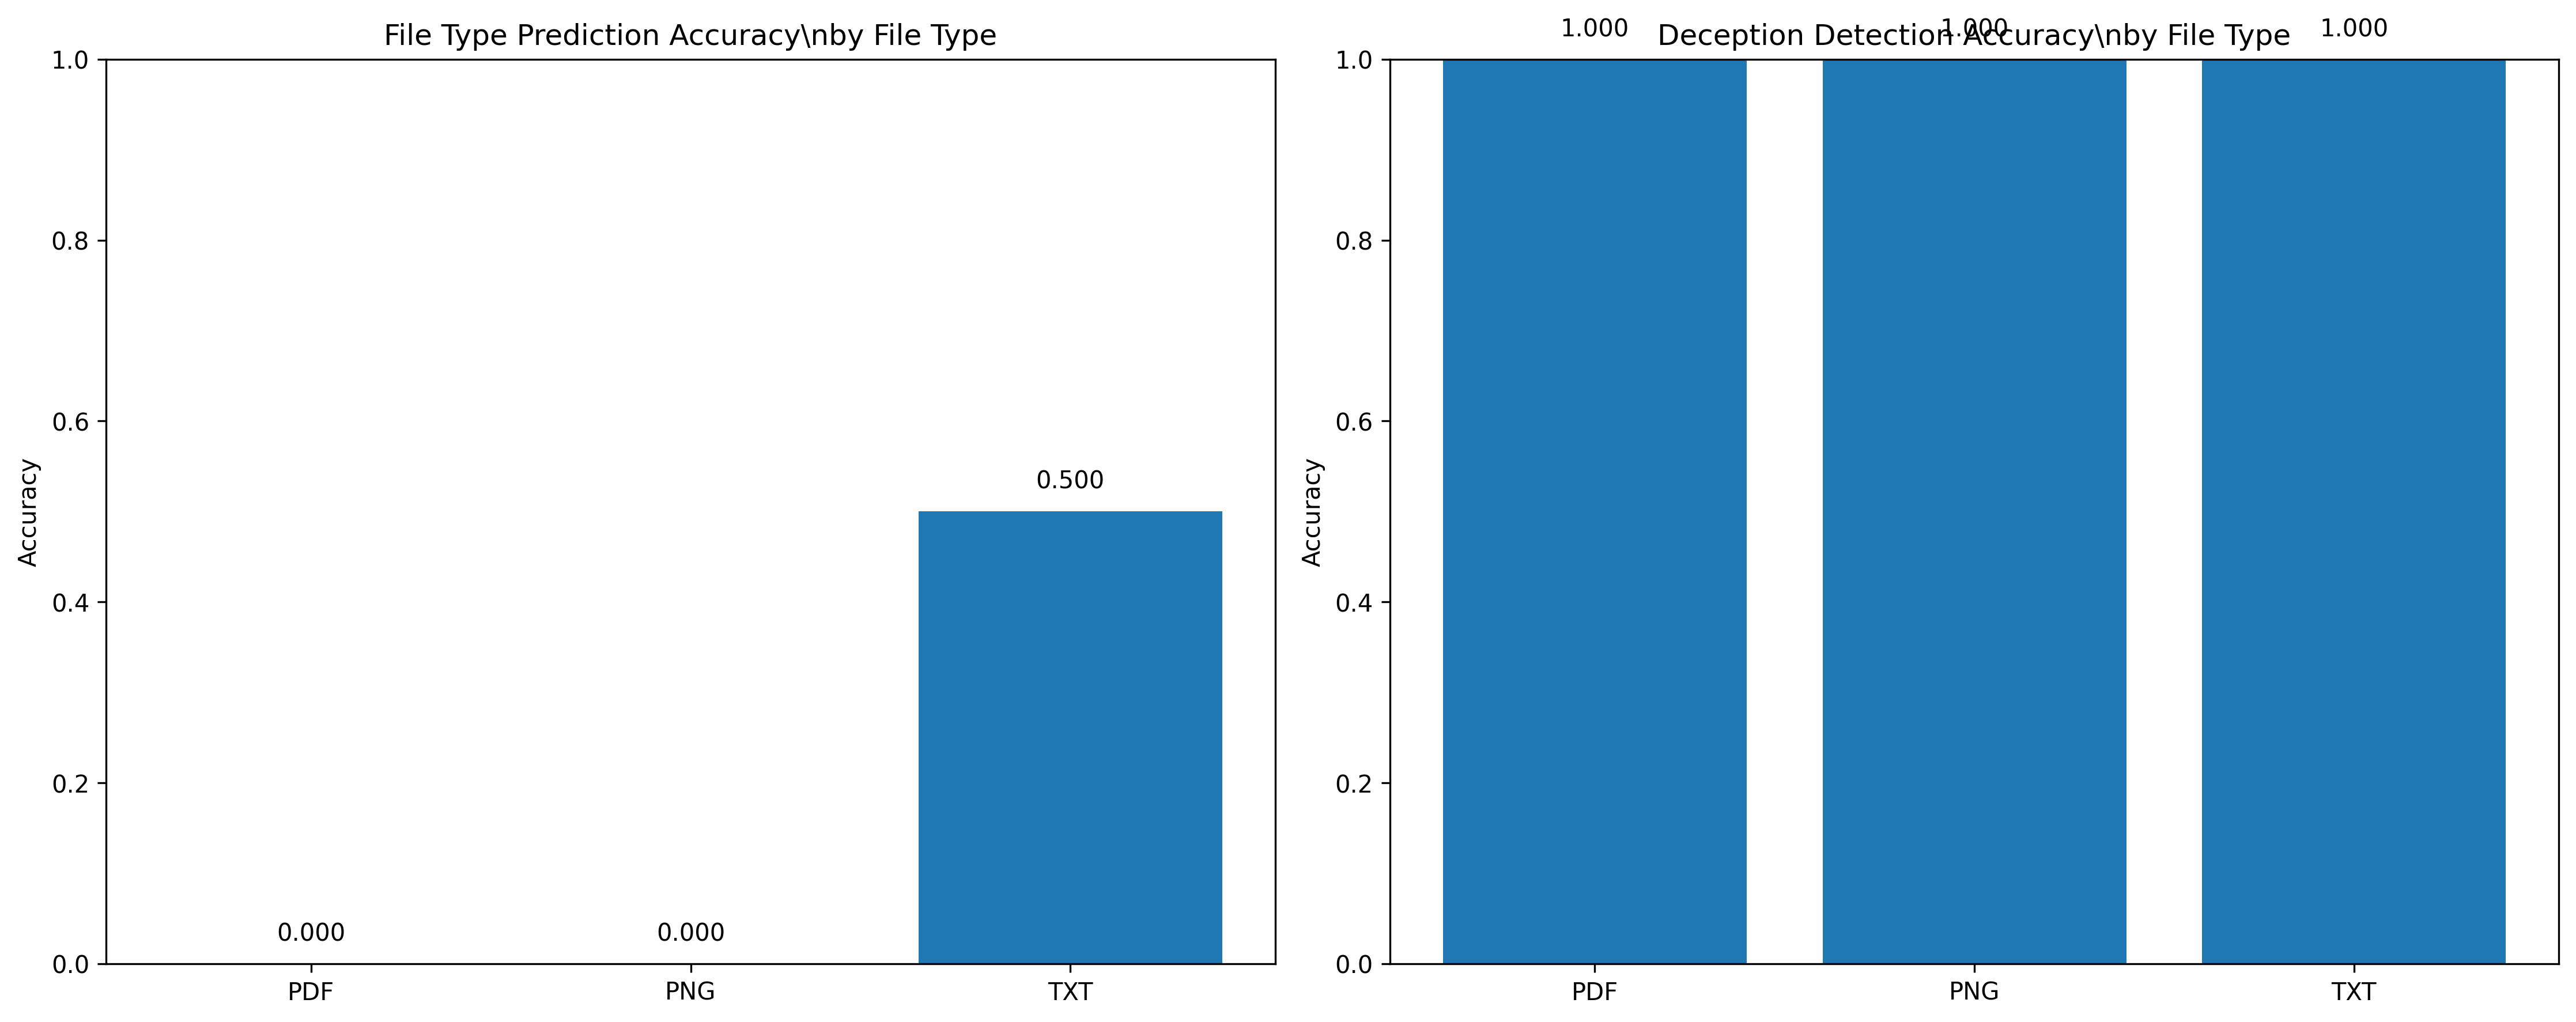 File Type Prediction Accuracy\nby File Type
1.0
0.8
0.6
0.4
0.2
0.0
Accuracy
0.000
0.000
0.500
PDF
PNG
TXT
Deception Detection Accuracy\nby File Type
1.000
1.000
1.000
1.0
0.8
0.6
0.4
0.2
0.0
Accuracy
PDF
PNG
TXT